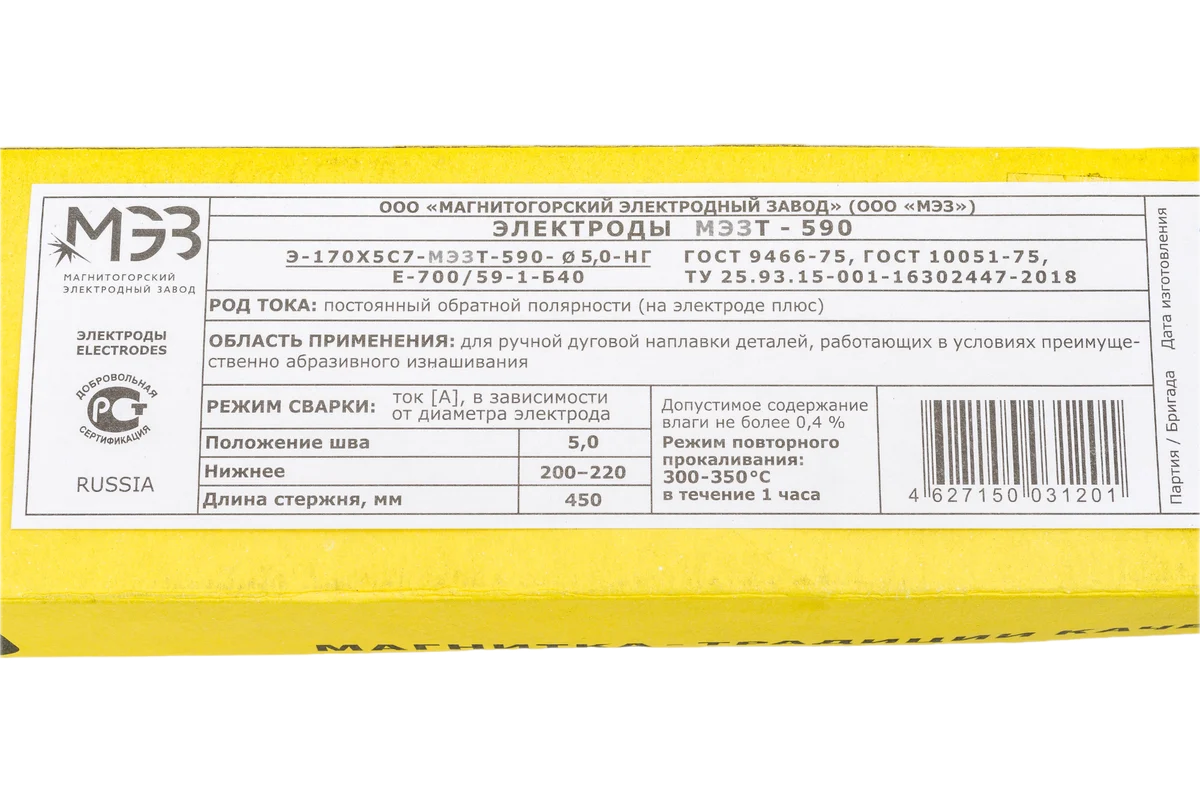 МЭЗ
МАГНИТОГОРСКИЙ
ЭЛЕКТРОДНЫЙ ЗАВОД
ЭЛЕКТРОДЫ
ELECTRODES
ДОБРОВОЛЬНАЯ
РСТ
СЕРТИФИКАЦИЯ
RUSSIA
ООО «МАГНИТОГОРСКИЙ ЭЛЕКТРОДНЫЙ ЗАВОД» (ООО «МЭЗ»)
ЭЛЕКТРОДЫ МЭЗТ - 590
Э-170Х5С7-МЭЗТ-590- Ø 5,0-НГ
Е-700/59-1-Б40
ГОСТ 9466-75, ГОСТ 10051-75,
ТУ 25.93.15-001-16302447-2018
РОД ТОКА: постоянный обратной полярности (на электроде плюс)
ОБЛАСТЬ ПРИМЕНЕНИЯ: для ручной дуговой наплавки деталей, работающих в условиях преимуще-
ственно абразивного изнашивания
РЕЖИМ СВАРКИ: ток [А], в зависимости
от диаметра электрода
Положение шва 5,0
Нижнее 200–220
Длина стержня, мм 450
Допустимое содержание
влаги не более 0,4 %
Режим повторного
прокаливания:
300-350°С
в течение 1 часа
4 627150 031201
Партия / Бригада Дата изготовления
МАГНИТКА - ТРАДИЦИИ КАЧЕ